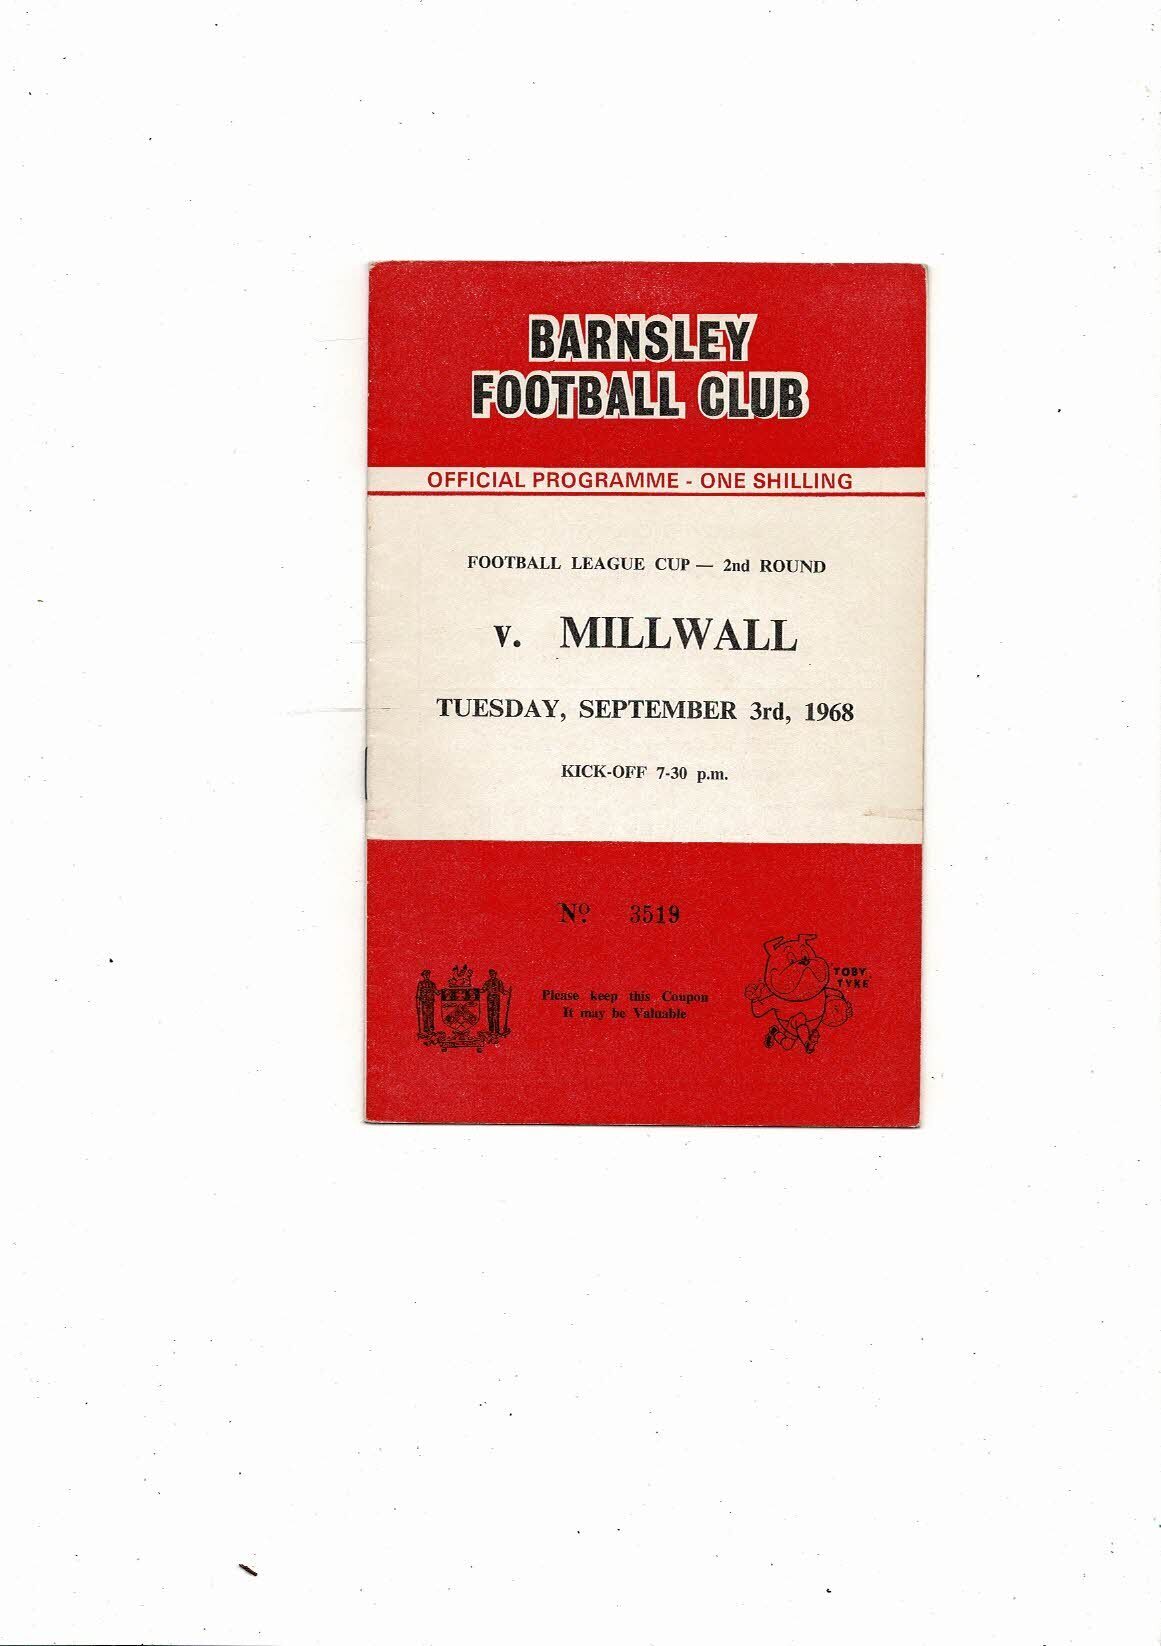 BARNSLEY
FOOTBALL CLUB
OFFICIAL PROGRAMME - ONE SHILLING
FOOTBALL LEAGUE CUP — 2nd ROUND
v. MILLWALL
TUESDAY, SEPTEMBER 3rd, 1968
KICK-OFF 7-30 p.m.
Nº 3519
TOBY
TYKE
Please keep this Coupon
It may be Valuable